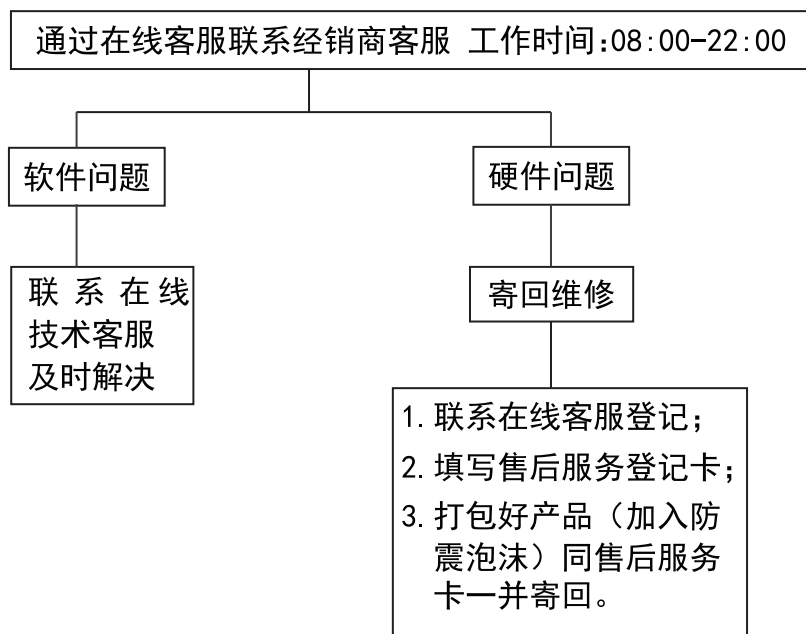 通过在线客服联系经销商客服 工作时间:08:00-22:00
软件问题
硬件问题
联系在线
技术客服
及时解决
寄回维修
1. 联系在线客服登记;
2. 填写售后服务登记卡;
3. 打包好产品（加入防
震泡沫）同售后服务
卡一并寄回。